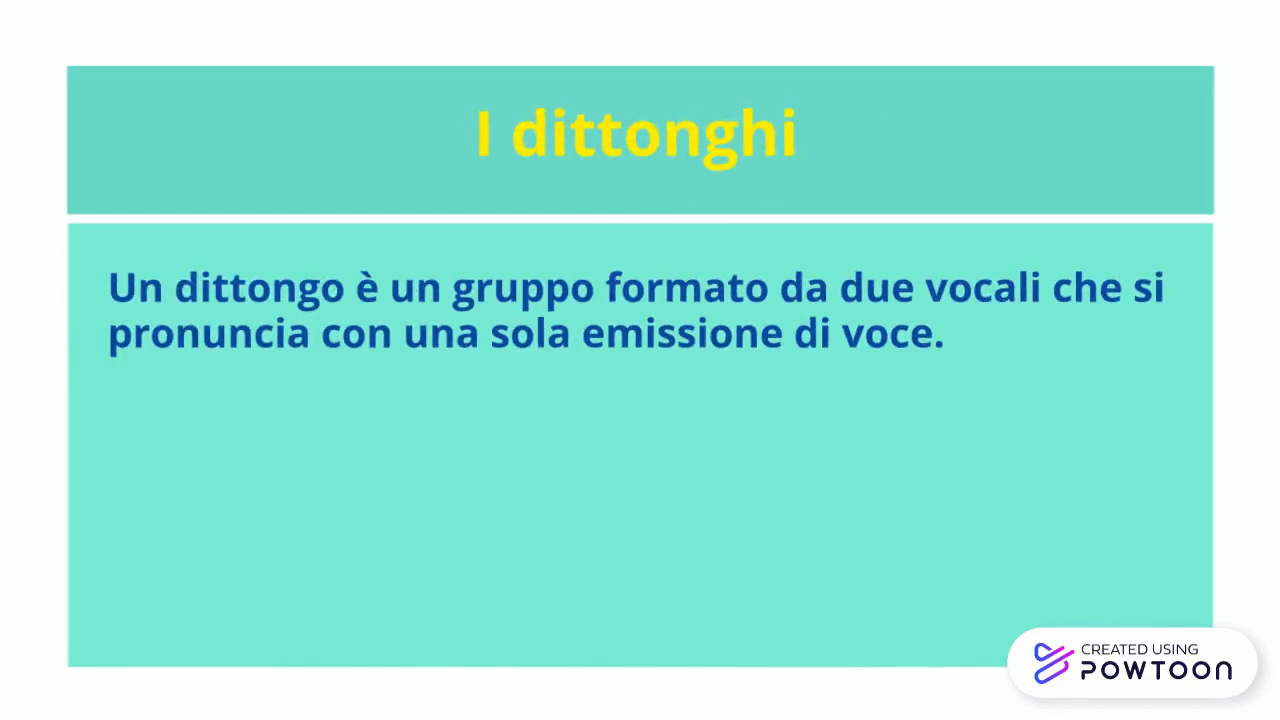 I dittonghi
Un dittongo è un gruppo formato da due vocali che si
pronuncia con una sola emissione di voce.
CREATED USING
POWTOON